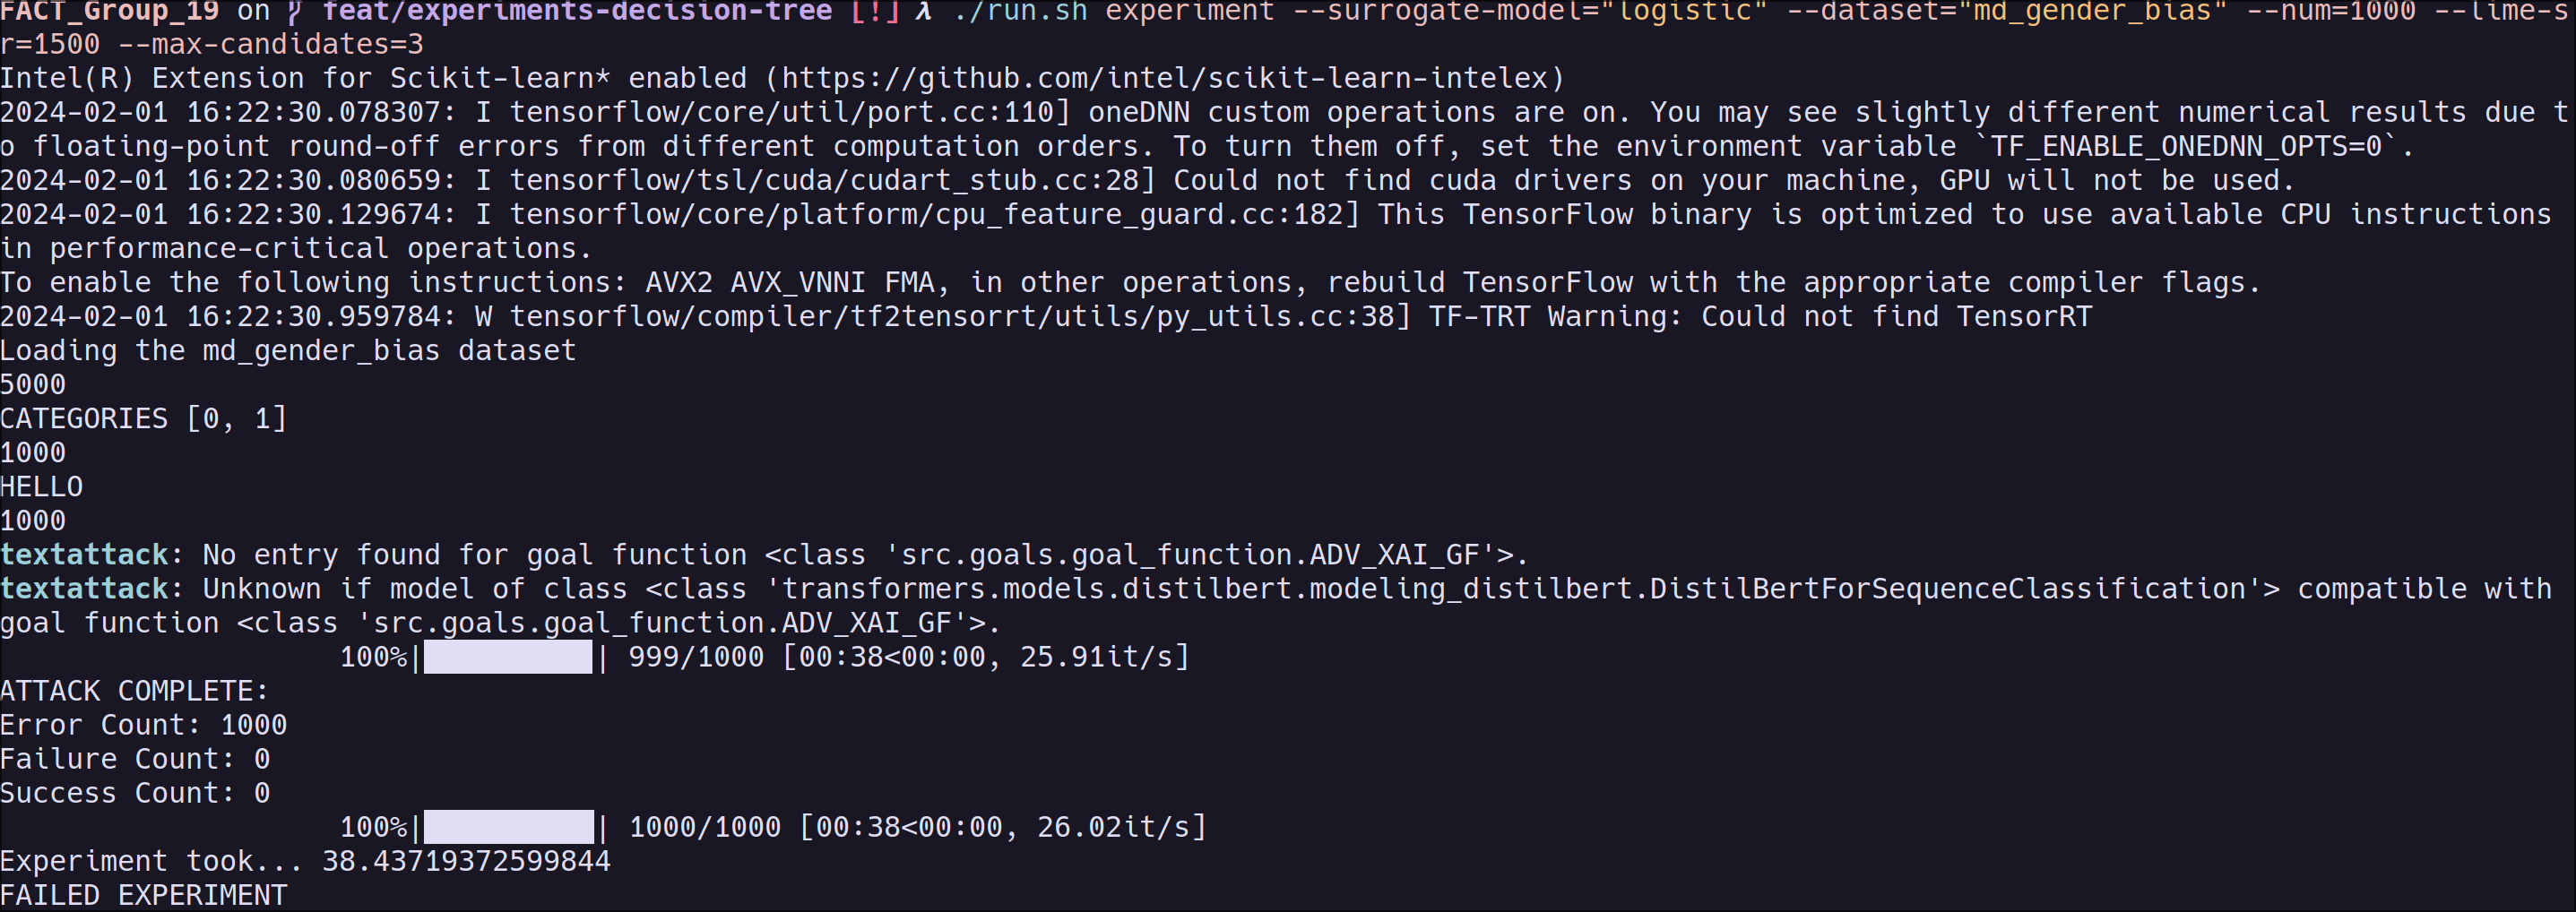 FACT_Group_19 on feat/experiments-decision-tree [!] λ ./run.sh experiment --surrogate-model="logistic" --dataset="md_gender_bias" --num=1000 --lime-s
r=1500 --max-candidates=3
Intel(R) Extension for Scikit-learn* enabled (https://github.com/intel/scikit-learn-intelex)
2024-02-01 16:22:30.078307: I tensorflow/core/util/port.cc:110] oneDNN custom operations are on. You may see slightly different numerical results due t
o floating-point round-off errors from different computation orders. To turn them off, set the environment variable `TF_ENABLE_ONEDNN_OPTS=0`.
2024-02-01 16:22:30.080659: I tensorflow/tsl/cuda/cudart_stub.cc:28] Could not find cuda drivers on your machine, GPU will not be used.
2024-02-01 16:22:30.129674: I tensorflow/core/platform/cpu_feature_guard.cc:182] This TensorFlow binary is optimized to use available CPU instructions
in performance-critical operations.
To enable the following instructions: AVX2 AVX_VNNI FMA, in other operations, rebuild TensorFlow with the appropriate compiler flags.
2024-02-01 16:22:30.959784: W tensorflow/compiler/tf2tensorrt/utils/py_utils.cc:38] TF-TRT Warning: Could not find TensorRT
Loading the md_gender_bias dataset
5000
CATEGORIES [0, 1]
1000
HELLO
1000
textattack: No entry found for goal function <class 'src.goals.goal_function.ADV_XAI_GF'>.
textattack: Unknown if model of class <class 'transformers.models.distilbert.modeling_distilbert.DistilBertForSequenceClassification'> compatible with
goal function <class 'src.goals.goal_function.ADV_XAI_GF'>.
100%|██████████| 999/1000 [00:38<00:00, 25.91it/s]
ATTACK COMPLETE:
Error Count: 1000
Failure Count: 0
Success Count: 0
100%|██████████| 1000/1000 [00:38<00:00, 26.02it/s]
Experiment took... 38.43719372599844
FAILED EXPERIMENT